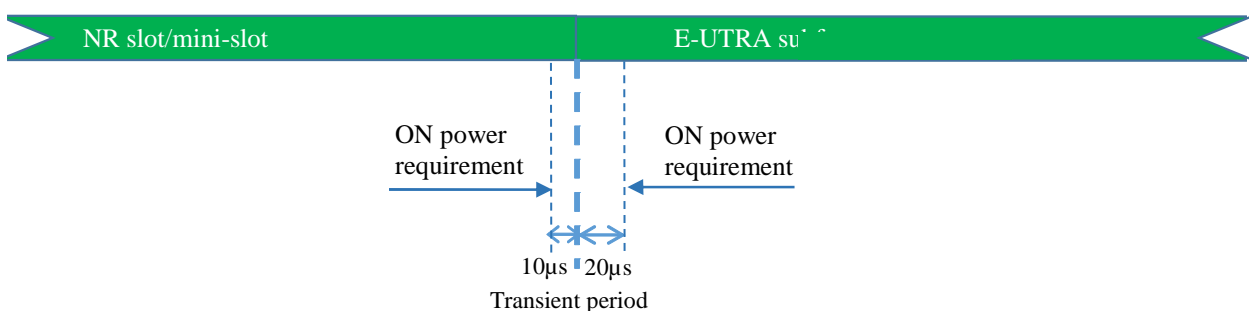 NR slot/mini-slot
E-UTRA
ON power
requirement
ON power
requirement
10µs
20µs
Transient period